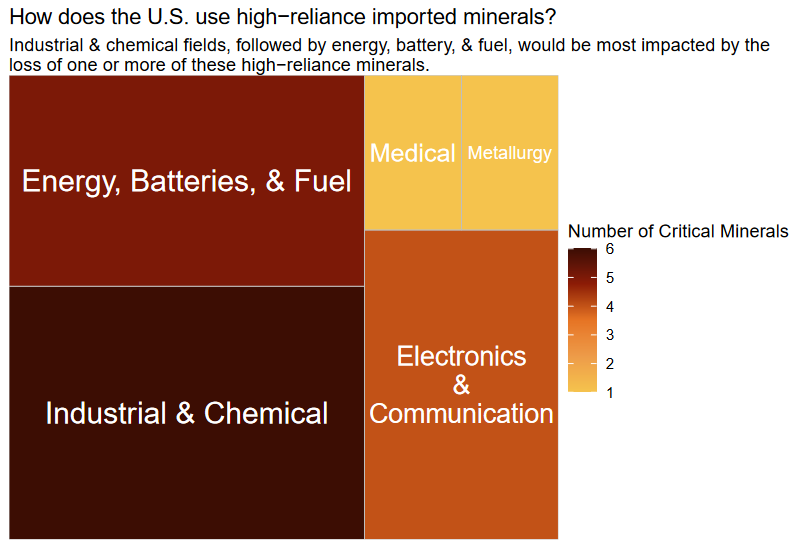 How does the U.S. use high−reliance imported minerals?
Industrial & chemical fields, followed by energy, battery, & fuel, would be most impacted by the
loss of one or more of these high−reliance minerals.
Energy, Batteries, & Fuel
Medical
Metallurgy
Industrial & Chemical
Electronics
&
Communication
Number of Critical Minerals
6
5
4
3
2
1